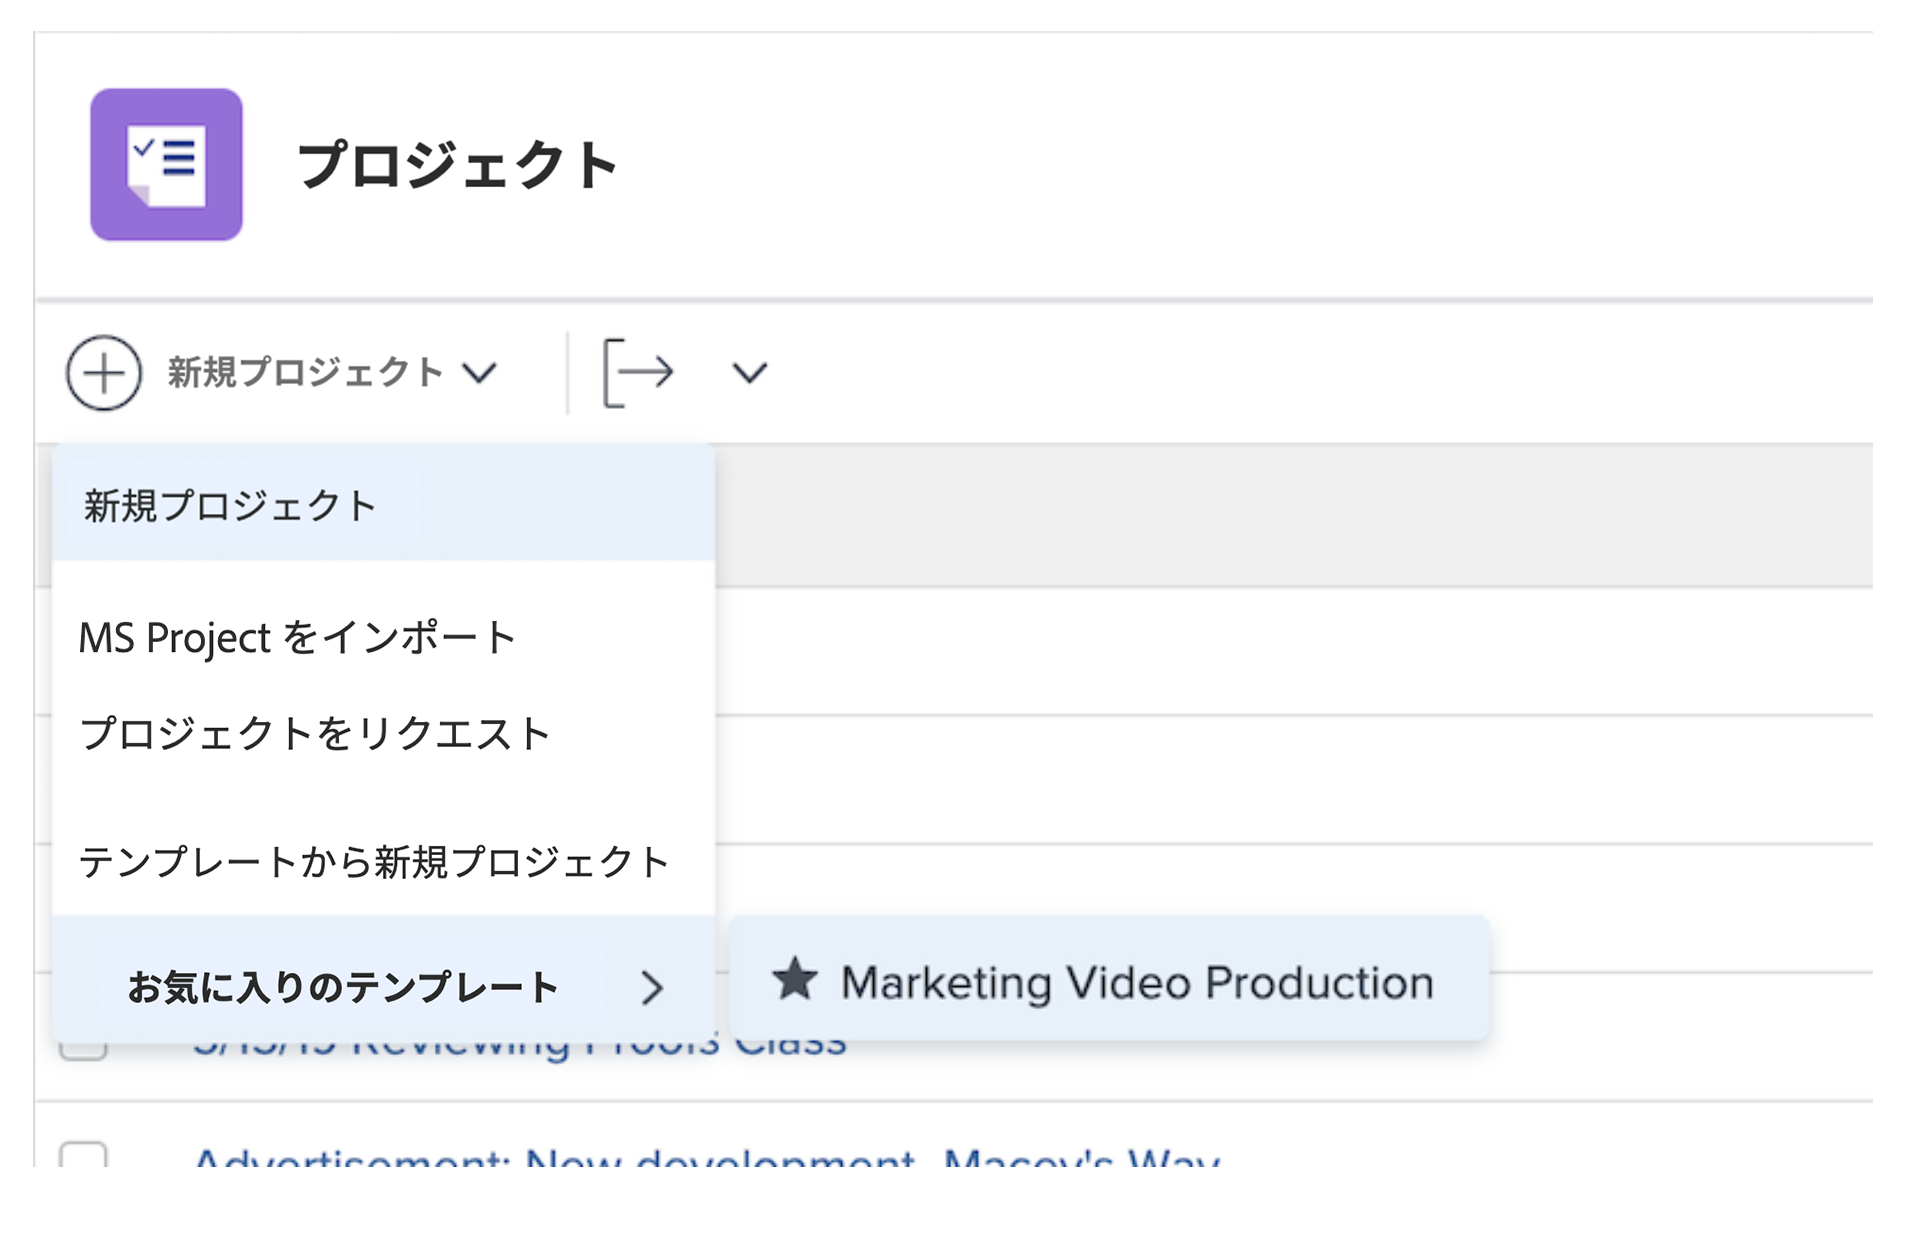 プロジェクト
新規プロジェクト
新規プロジェクト
MS Project をインポート
プロジェクトをリクエスト
テンプレートから新規プロジェクト
お気に入りのテンプレート
Marketing Video Production
Reviewing Proofs Class
Advertisement: New development, Macey's Way